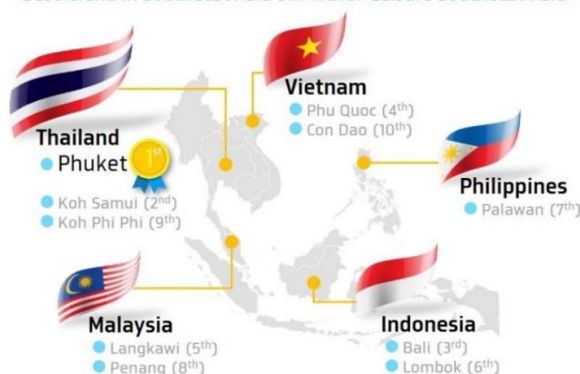 Vietnam
Phu Quoc (4th)
Con Dao (10th)
Thailand
Phuket 1st
Koh Samui (2nd)
Koh Phi Phi (9th)
Philippines
Palawan (7th)
Malaysia
Langkawi (5th)
Penang (8th)
Indonesia
Bali (3rd)
Lombok (6th)